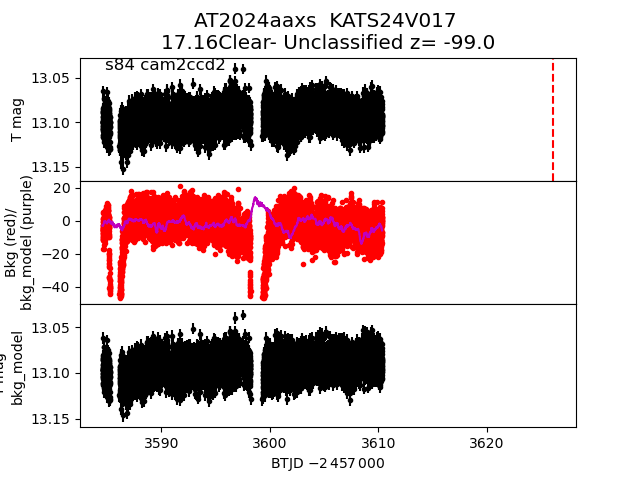 AT2024aaxs KATS24V017
17.16Clear- Unclassified z= -99.0
s84 cam2ccd2
13.05
13.10
13.15
T mag
20
0
−20
−40
Bkg (red)/
bkg_model (purple)
13.05
13.10
13.15
mag
bkg_model
3590 3600 3610 3620
BTJD −2 457 000